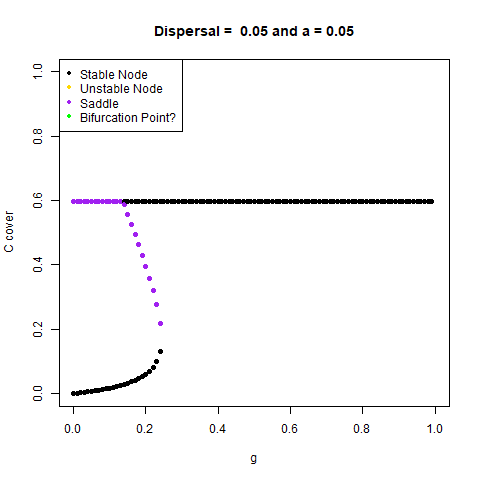 Dispersal =  0.05 and a = 0.05
Stable Node
Unstable Node
Saddle
Bifurcation Point?
C cover
1.0
0.8
0.6
0.4
0.2
0.0
0.0 0.2 0.4 0.6 0.8 1.0
g